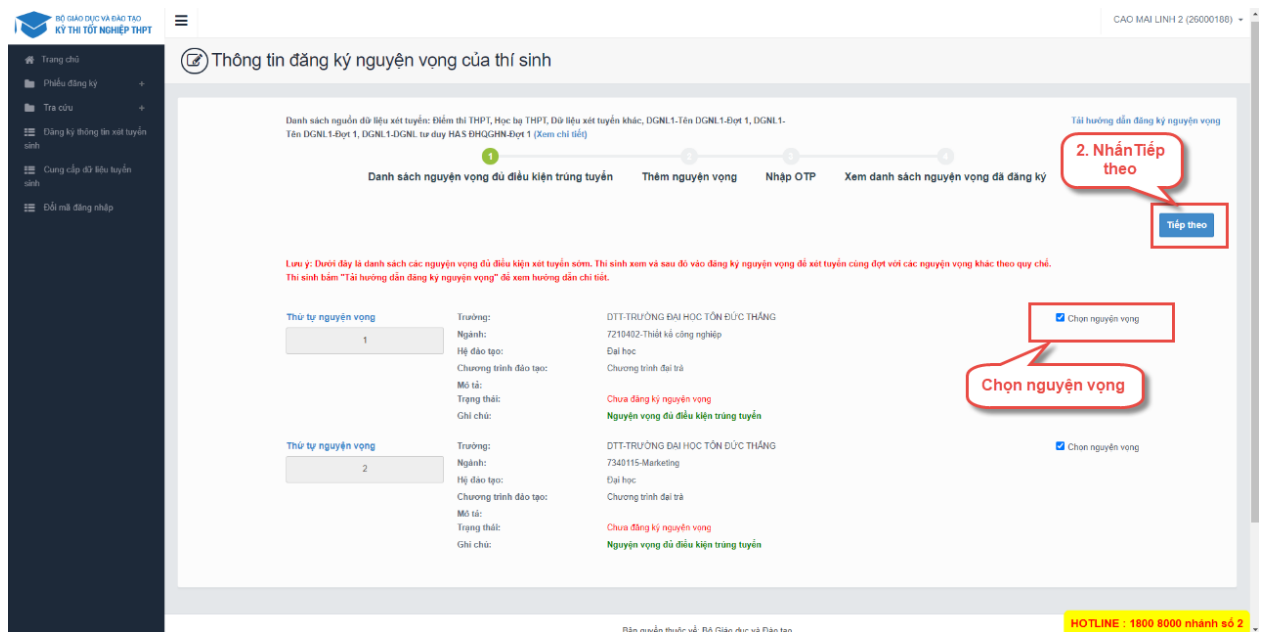 BỘ GIÁO DỤC VÀ ĐÀO TẠO
KỲ THI TỐT NGHIỆP THPT
CAO MAI LINH 2 (26000188)
Trang chủ
Phiếu đăng ký +
Tra cứu +
Đăng ký thông tin xét tuyển
sinh
Cung cấp dữ liệu tuyển
sinh
Đổi mã đăng nhập
Thông tin đăng ký nguyện vọng của thí sinh
Danh sách nguồn dữ liệu xét tuyển: Điểm thi THPT, Học bạ THPT, Dữ liệu xét tuyển khác, DGNL1-Tên DGNL1-Đợt 1, DGNL1-
Tên DGNL1-Đợt 1, DGNL1-DGNL tư duy HAS ĐHQGHN-Đợt 1 (Xem chi tiết)
Tải hướng dẫn đăng ký nguyện vọng
1 2 3 4
Danh sách nguyện vọng đủ điều kiện trúng tuyển Thêm nguyện vọng Nhập OTP Xem danh sách nguyện vọng đã đăng ký
2. Nhấn Tiếp
theo
Tiếp theo
Lưu ý: Dưới đây là danh sách các nguyện vọng đủ điều kiện xét tuyển sớm. Thí sinh xem và sau đó vào đăng ký nguyện vọng để xét tuyển cùng đợt với các nguyện vọng khác theo quy chế.
Thí sinh bấm "Tải hướng dẫn đăng ký nguyện vọng" để xem hướng dẫn chi tiết.
Thứ tự nguyện vọng
1
Trường: DTT-TRƯỜNG ĐẠI HỌC TÔN ĐỨC THẮNG
Ngành: 7210402-Thiết kế công nghiệp
Hệ đào tạo: Đại học
Chương trình đào tạo: Chương trình đại trà
Mô tả:
Trạng thái: Chưa đăng ký nguyện vọng
Ghi chú: Nguyện vọng đủ điều kiện trúng tuyển
Chọn nguyện vọng
Chọn nguyện vọng
Thứ tự nguyện vọng
2
Trường: DTT-TRƯỜNG ĐẠI HỌC TÔN ĐỨC THẮNG
Ngành: 7340115-Marketing
Hệ đào tạo: Đại học
Chương trình đào tạo: Chương trình đại trà
Mô tả:
Trạng thái: Chưa đăng ký nguyện vọng
Ghi chú: Nguyện vọng đủ điều kiện trúng tuyển
Chọn nguyện vọng
Bản quyền thuộc về: Bộ Giáo dục và Đào tạo
HOTLINE : 1800 8000 nhánh số 2